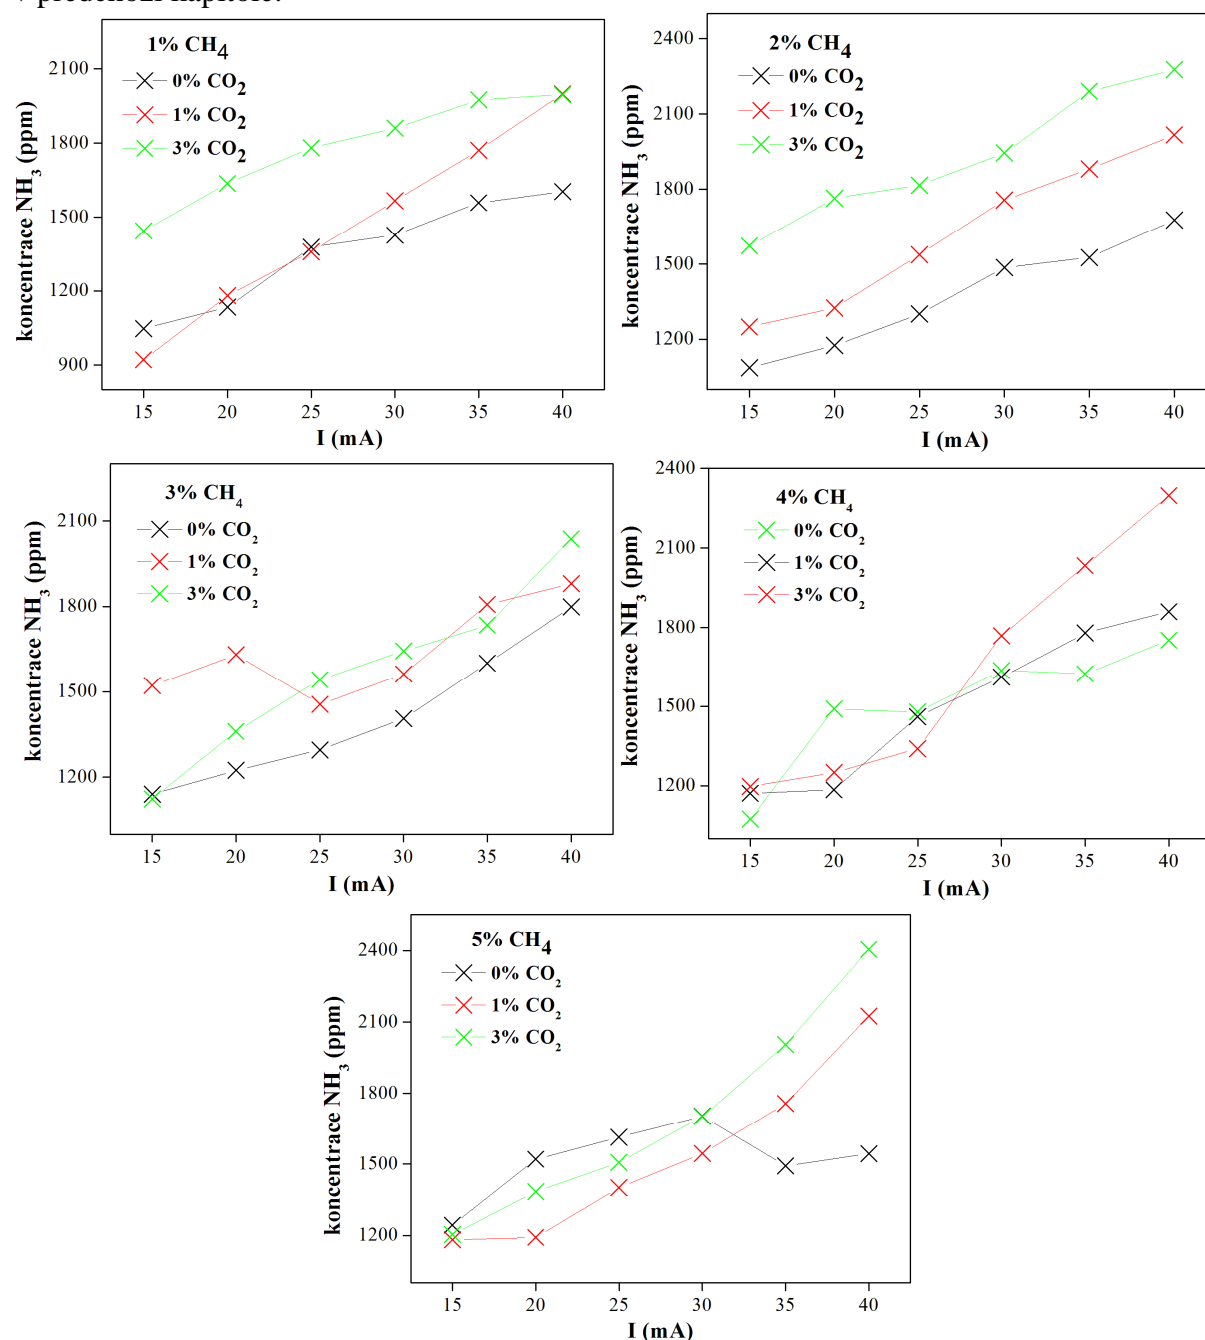 v předchozí kapitole.
1% CH4
0% CO2
1% CO2
3% CO2
2100
1800
1500
1200
900
koncentrace NH3 (ppm)
15 20 25 30 35 40
I (mA)
2% CH4
0% CO2
1% CO2
3% CO2
2400
2100
1800
1500
1200
koncentrace NH3 (ppm)
15 20 25 30 35 40
I (mA)
3% CH4
0% CO2
1% CO2
3% CO2
2100
1800
1500
1200
koncentrace NH3 (ppm)
15 20 25 30 35 40
I (mA)
4% CH4
0% CO2
1% CO2
3% CO2
2400
2100
1800
1500
1200
koncentrace NH3 (ppm)
15 20 25 30 35 40
I (mA)
5% CH4
0% CO2
1% CO2
3% CO2
2400
2100
1800
1500
1200
koncentrace NH3 (ppm)
15 20 25 30 35 40
I (mA)